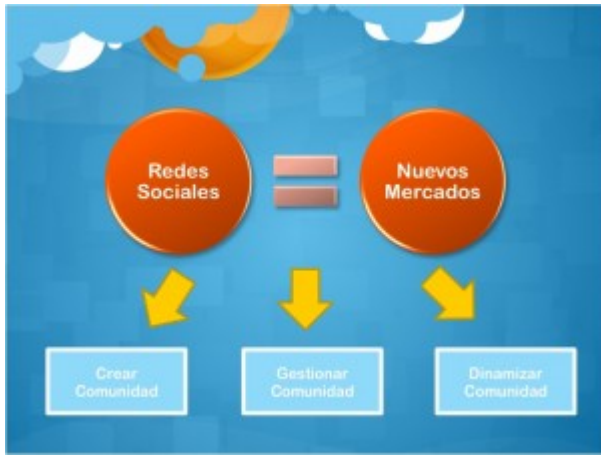 Redes
Sociales
Nuevos
Mercados
Crear
Comunidad
Gestionar
Comunidad
Dinamizar
Comunidad